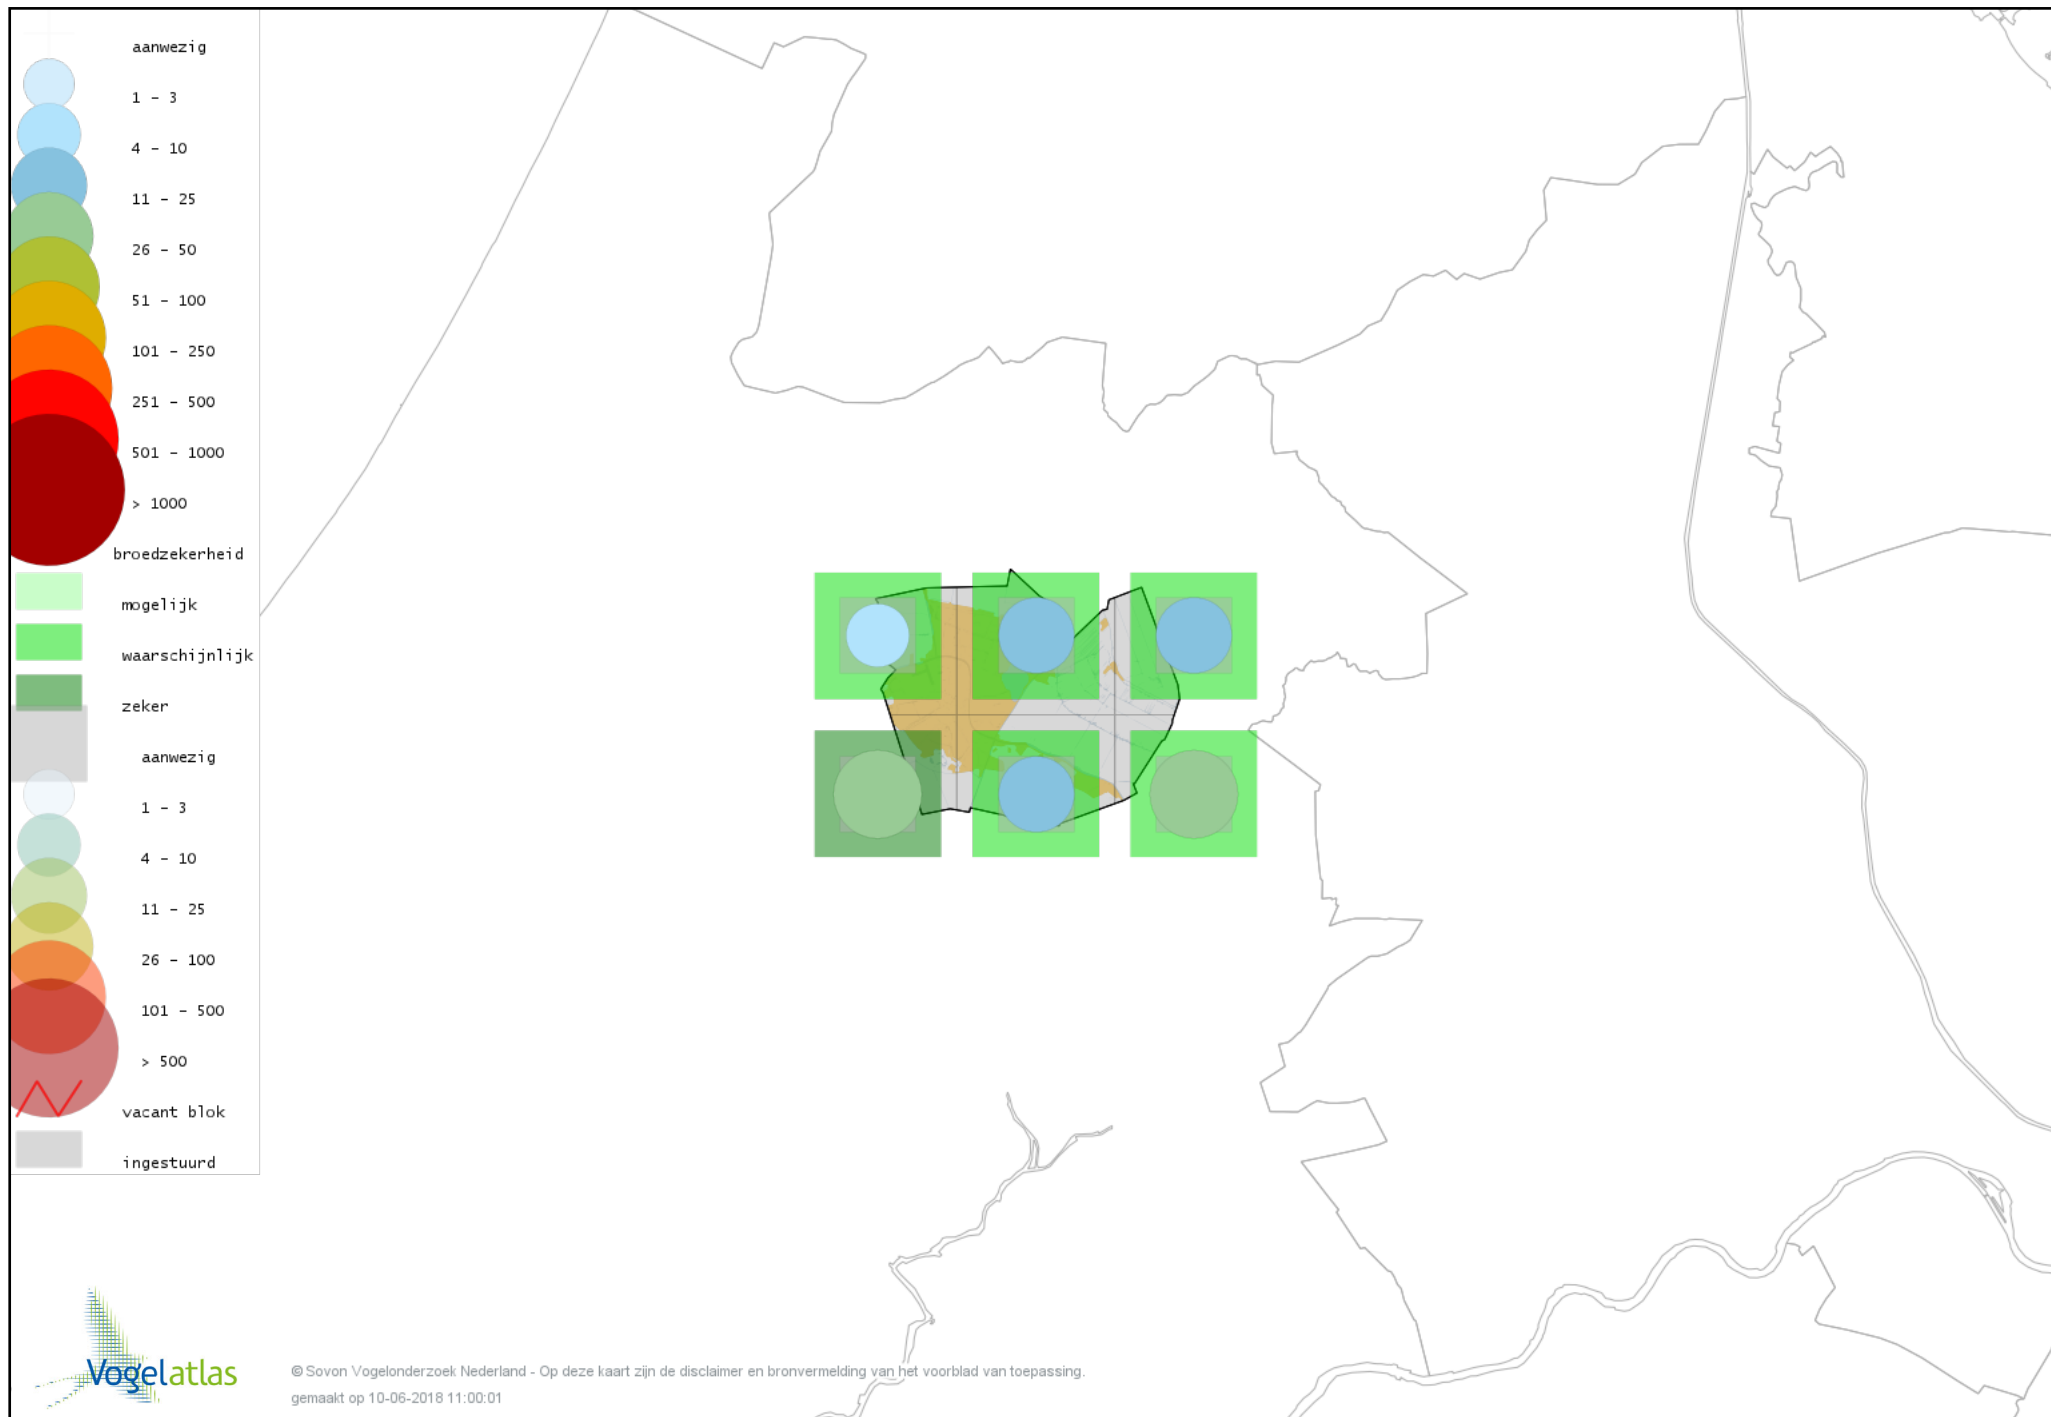 aanwezig
1 - 3
4 - 10
11 - 25
26 - 50
51 - 100
101 - 250
251 - 500
501 - 1000
> 1000
broedzekerheid
mogelijk
waarschijnlijk
zeker
aanwezig
1 - 3
4 - 10
11 - 25
26 - 100
101 - 500
> 500
vacant blok
ingestuurd
Vogelatlas
© Sovon Vogelonderzoek Nederland - Op deze kaart zijn de disclaimer en bronvermelding van het voorblad van toepassing.
gemaakt op 10-06-2018 11:00:01